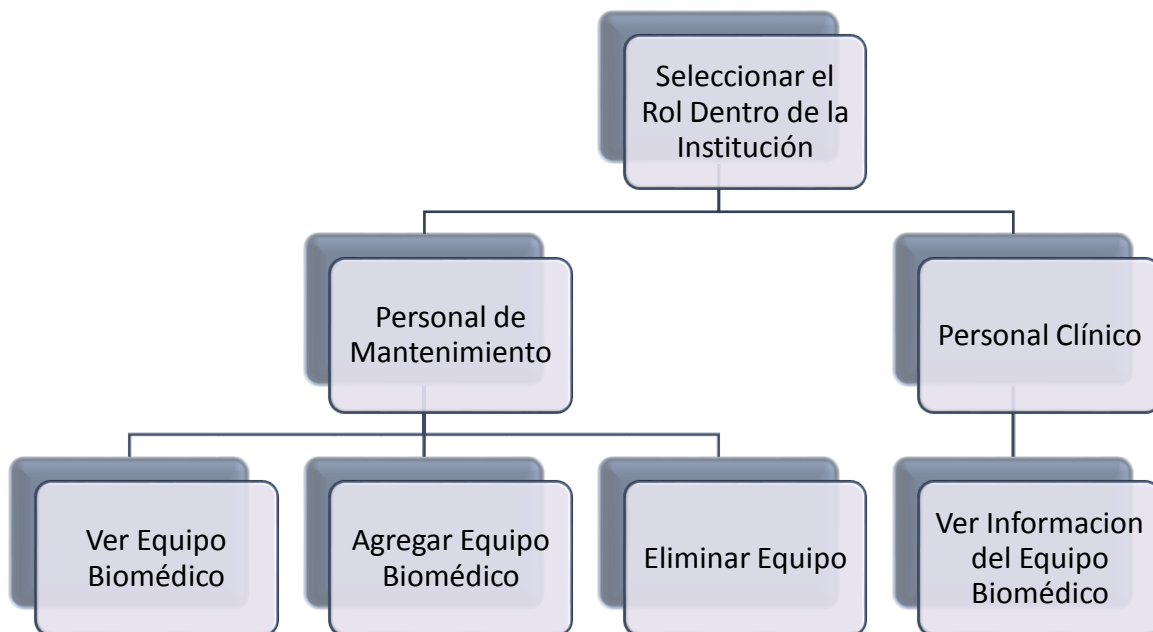 Seleccionar el
Rol Dentro de la
Institución
Personal de
Mantenimiento
Personal Clínico
Ver Equipo
Biomédico
Agregar Equipo
Biomédico
Eliminar Equipo
Ver Informacion
del Equipo
Biomédico